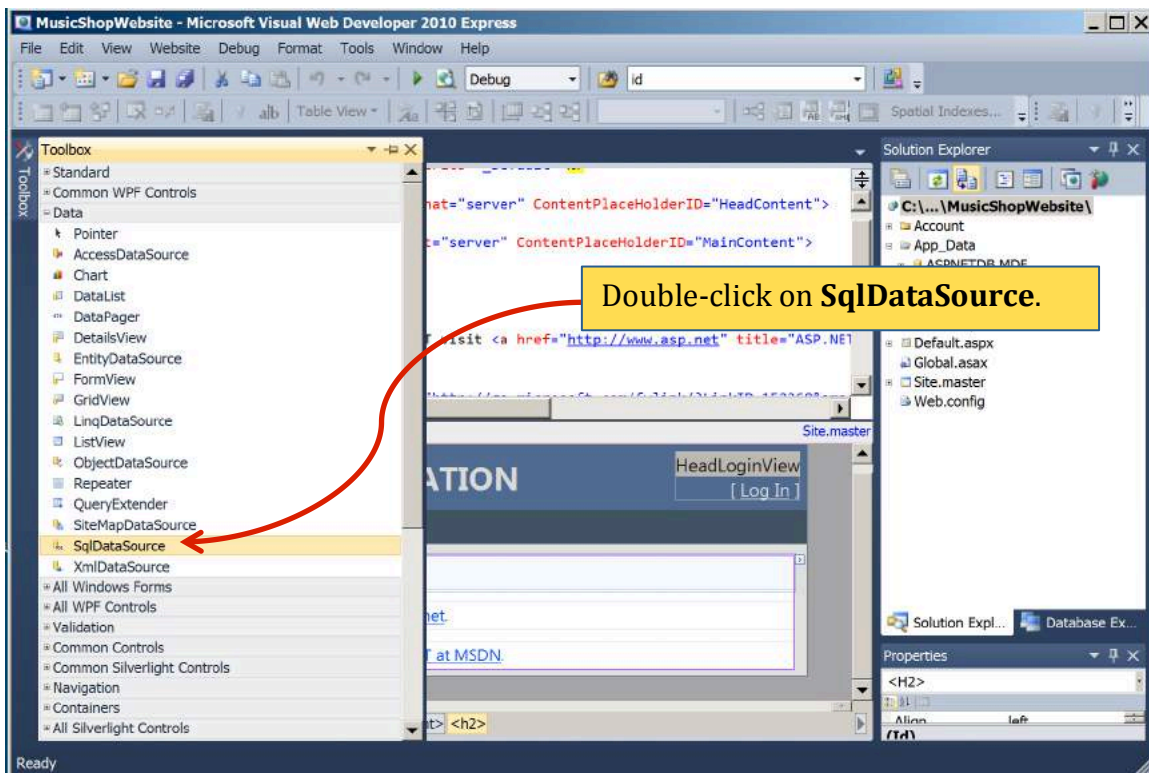 MusicShopWebsite - Microsoft Visual Web Developer 2010 Express
File Edit View Website Debug Format Tools Window Help
Debug id
alb Table View Spatial Indexes...
Toolbox
Toolbox
Standard
Common WPF Controls
Data
Pointer
AccessDataSource
Chart
DataList
DataPager
DetailsView
EntityDataSource
FormView
GridView
LinqDataSource
ListView
ObjectDataSource
Repeater
QueryExtender
SiteMapDataSource
SqlDataSource
XmlDataSource
All Windows Forms
All WPF Controls
Validation
Common Controls
Common Silverlight Controls
Navigation
Containers
All Silverlight Controls
nat="server" ContentPlaceHolderID="HeadContent">
t="server" ContentPlaceHolderID="MainContent">
Double-click on SqlDataSource.
visit <a href="http://www.asp.net" title="ASP.NET
Site.master
ATION
HeadLoginView
[ Log In ]
net.
T at MSDN.
nt> <h2>
Solution Explorer
C:\...\MusicShopWebsite\
Account
App_Data
ASPNETDB.MDF
Default.aspx
Global.asax
Site.master
Web.config
Solution Expl... Database Ex...
Properties
<H2>
Align left
(Id)
Ready